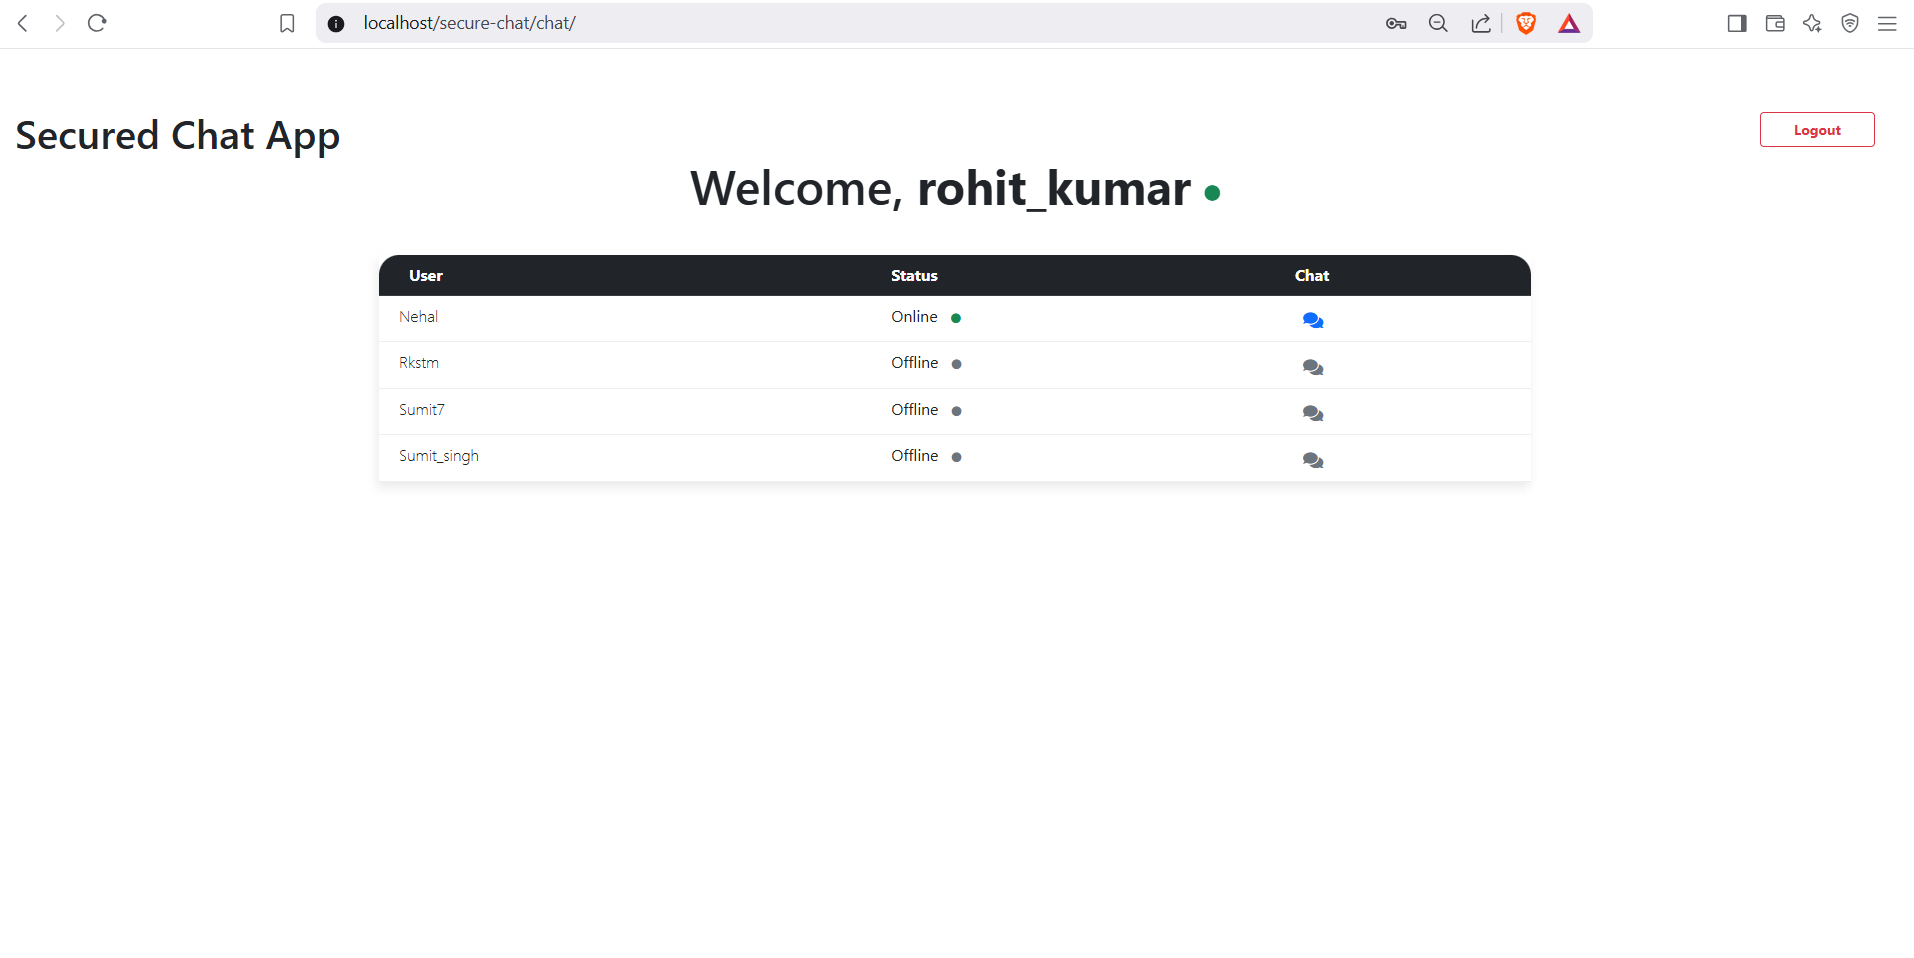 localhost/secure-chat/chat/
Secured Chat App
Logout
Welcome, rohit_kumar
User Status Chat
Nehal Online
Rkstm Offline
Sumit7 Offline
Sumit_singh Offline